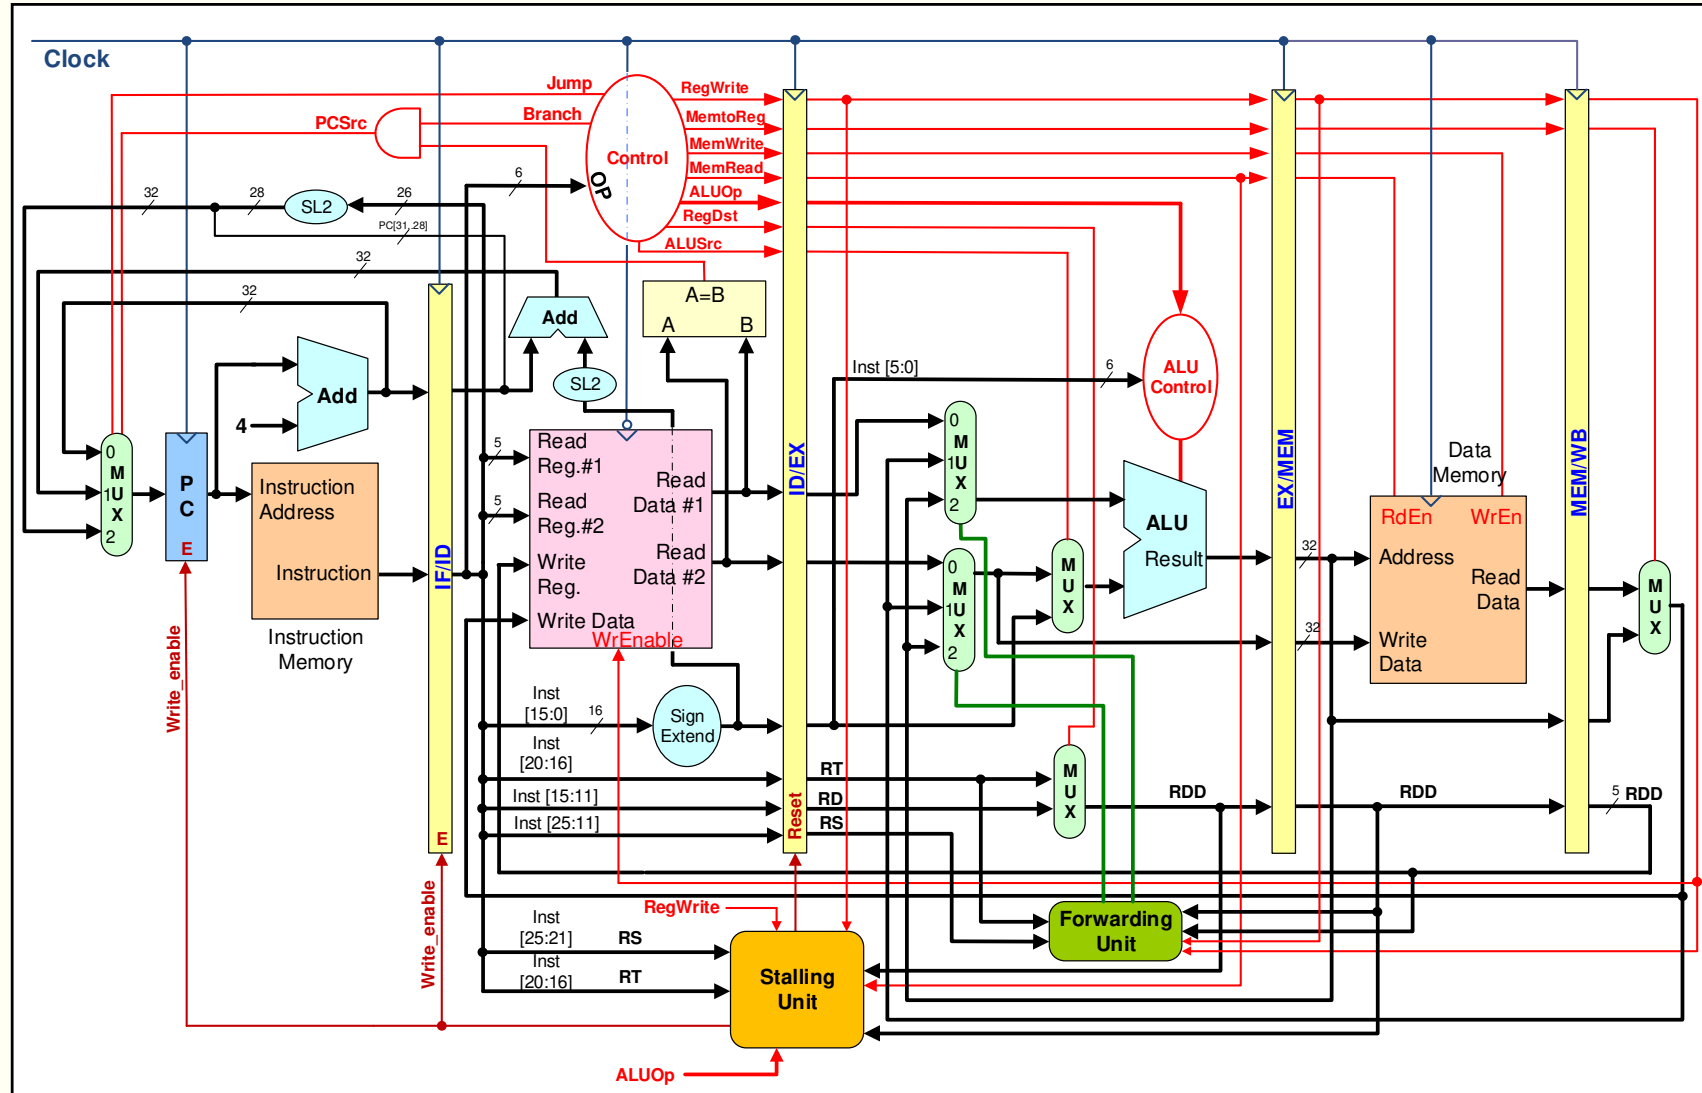 Clock
Jump
Branch
PCSrc
Control
OP
RegWrite
MemtoReg
MemWrite
MemRead
ALUOp
RegDst
ALUSrc
6
32
28
SL2
26
PC[31..28]
32
32
Add
A=B
A B
SL2
Add
4
0
M
1U
X
2
P
C
E
Instruction
Address
Instruction
Instruction
Memory
IF/ID
E
5
Read
Reg.#1
5
Read
Reg.#2
Write
Reg.
Write Data
WrEnable
Read
Data #1
Read
Data #2
ID/EX
Reset
Inst [5:0]
6
ALU
Control
0
M
1U
X
2
0
M
1U
X
2
M
U
X
ALU
Result
EX/MEM
32
32
Data
Memory
RdEn WrEn
Address
Read
Data
Write
Data
MEM/WB
M
U
X
Write_enable
Write_enable
Inst
[15:0]
16
Sign
Extend
Inst
[20:16]
Inst [15:11]
Inst [25:11]
RT
RD
RS
M
U
X
RDD
RDD
5
RDD
RegWrite
Inst
[25:21]
RS
Inst
[20:16]
RT
Stalling
Unit
Forwarding
Unit
ALUOp